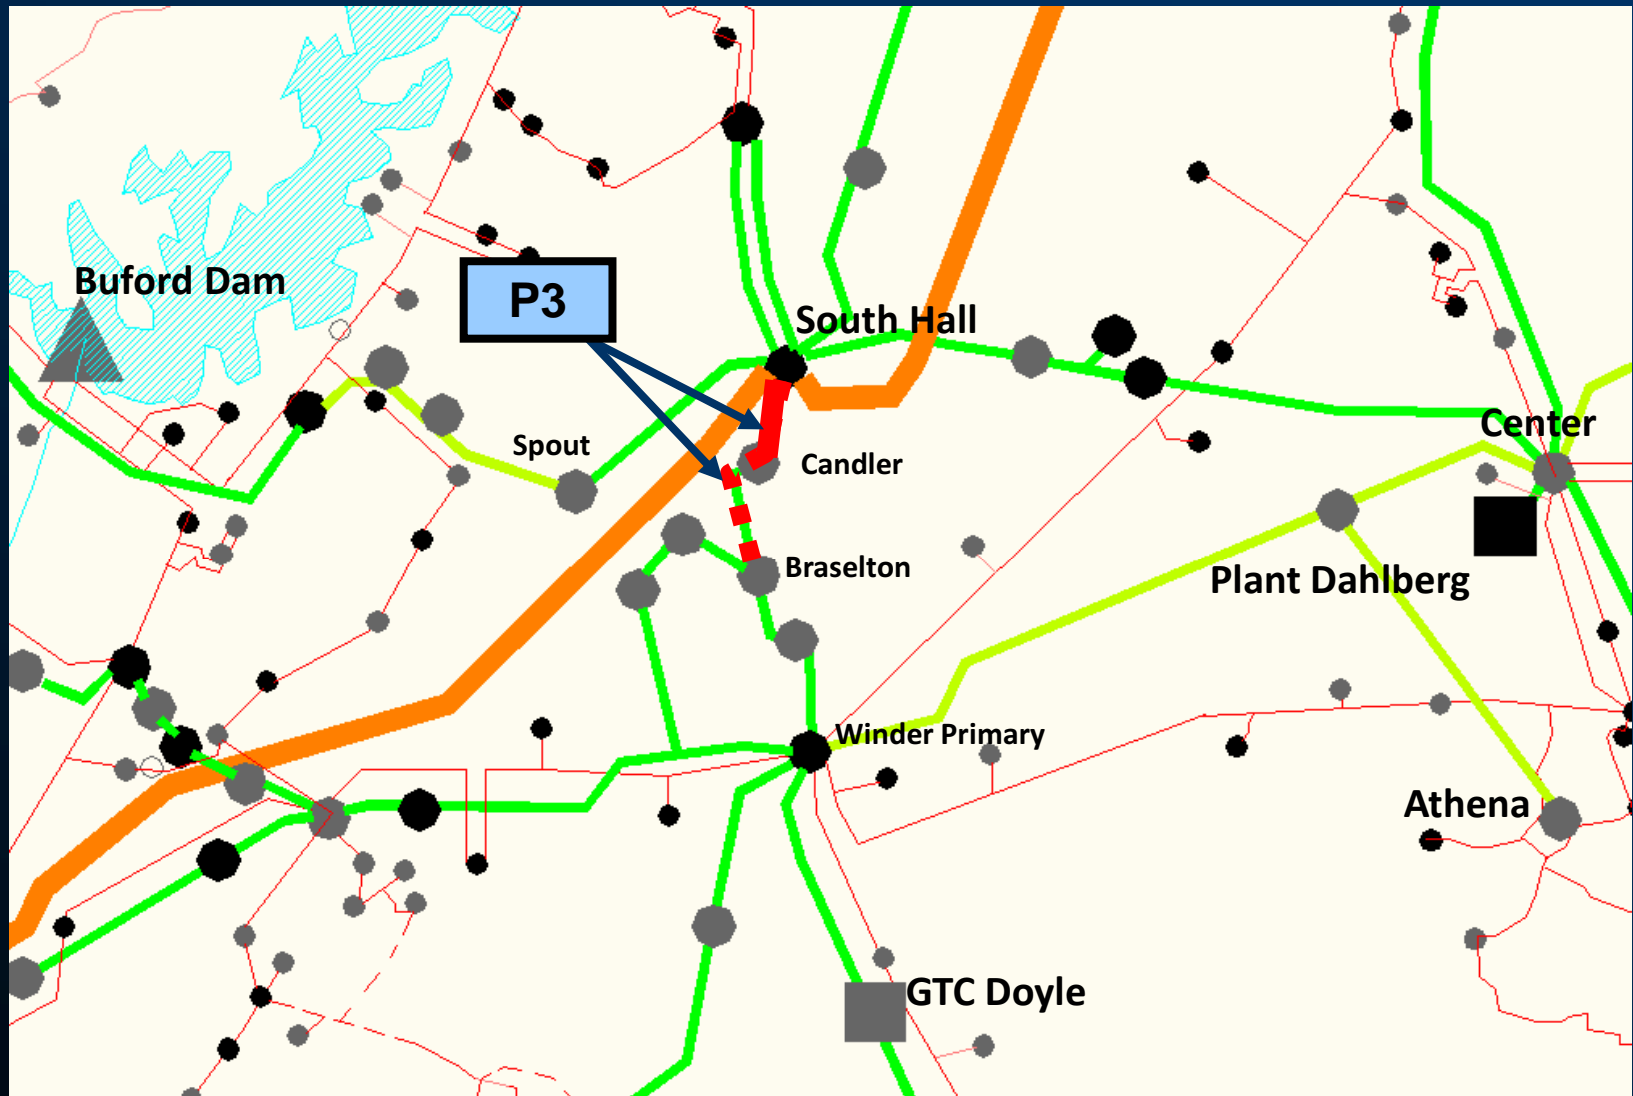 Buford Dam
P3
South Hall
Center
Spout
Candler
Braselton
Plant Dahlberg
Winder Primary
Athena
GTC Doyle